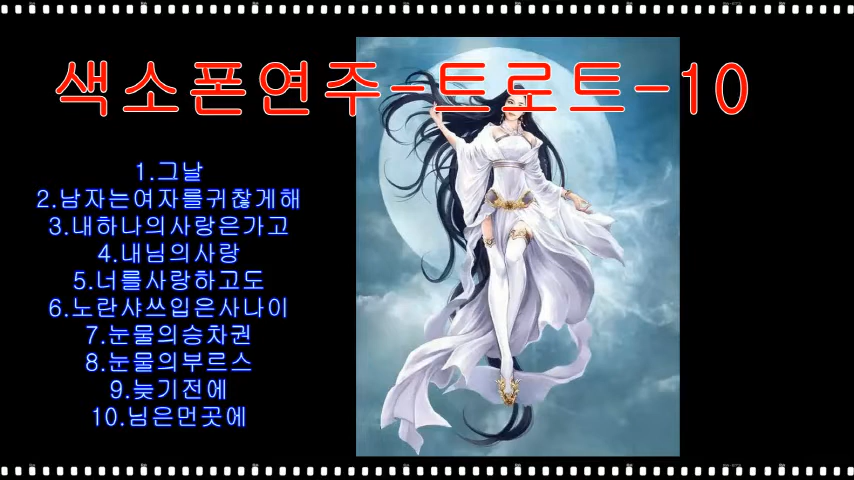 색소폰연주-트로트-10
1.그날
2.남자는여자를귀찮게해
3.내하나의사랑은가고
4.내님의사랑
5.너를사랑하고도
6.노란샤쓰입은사나이
7.눈물의승차권
8.눈물의부르스
9.늦기전에
10.님은먼곳에